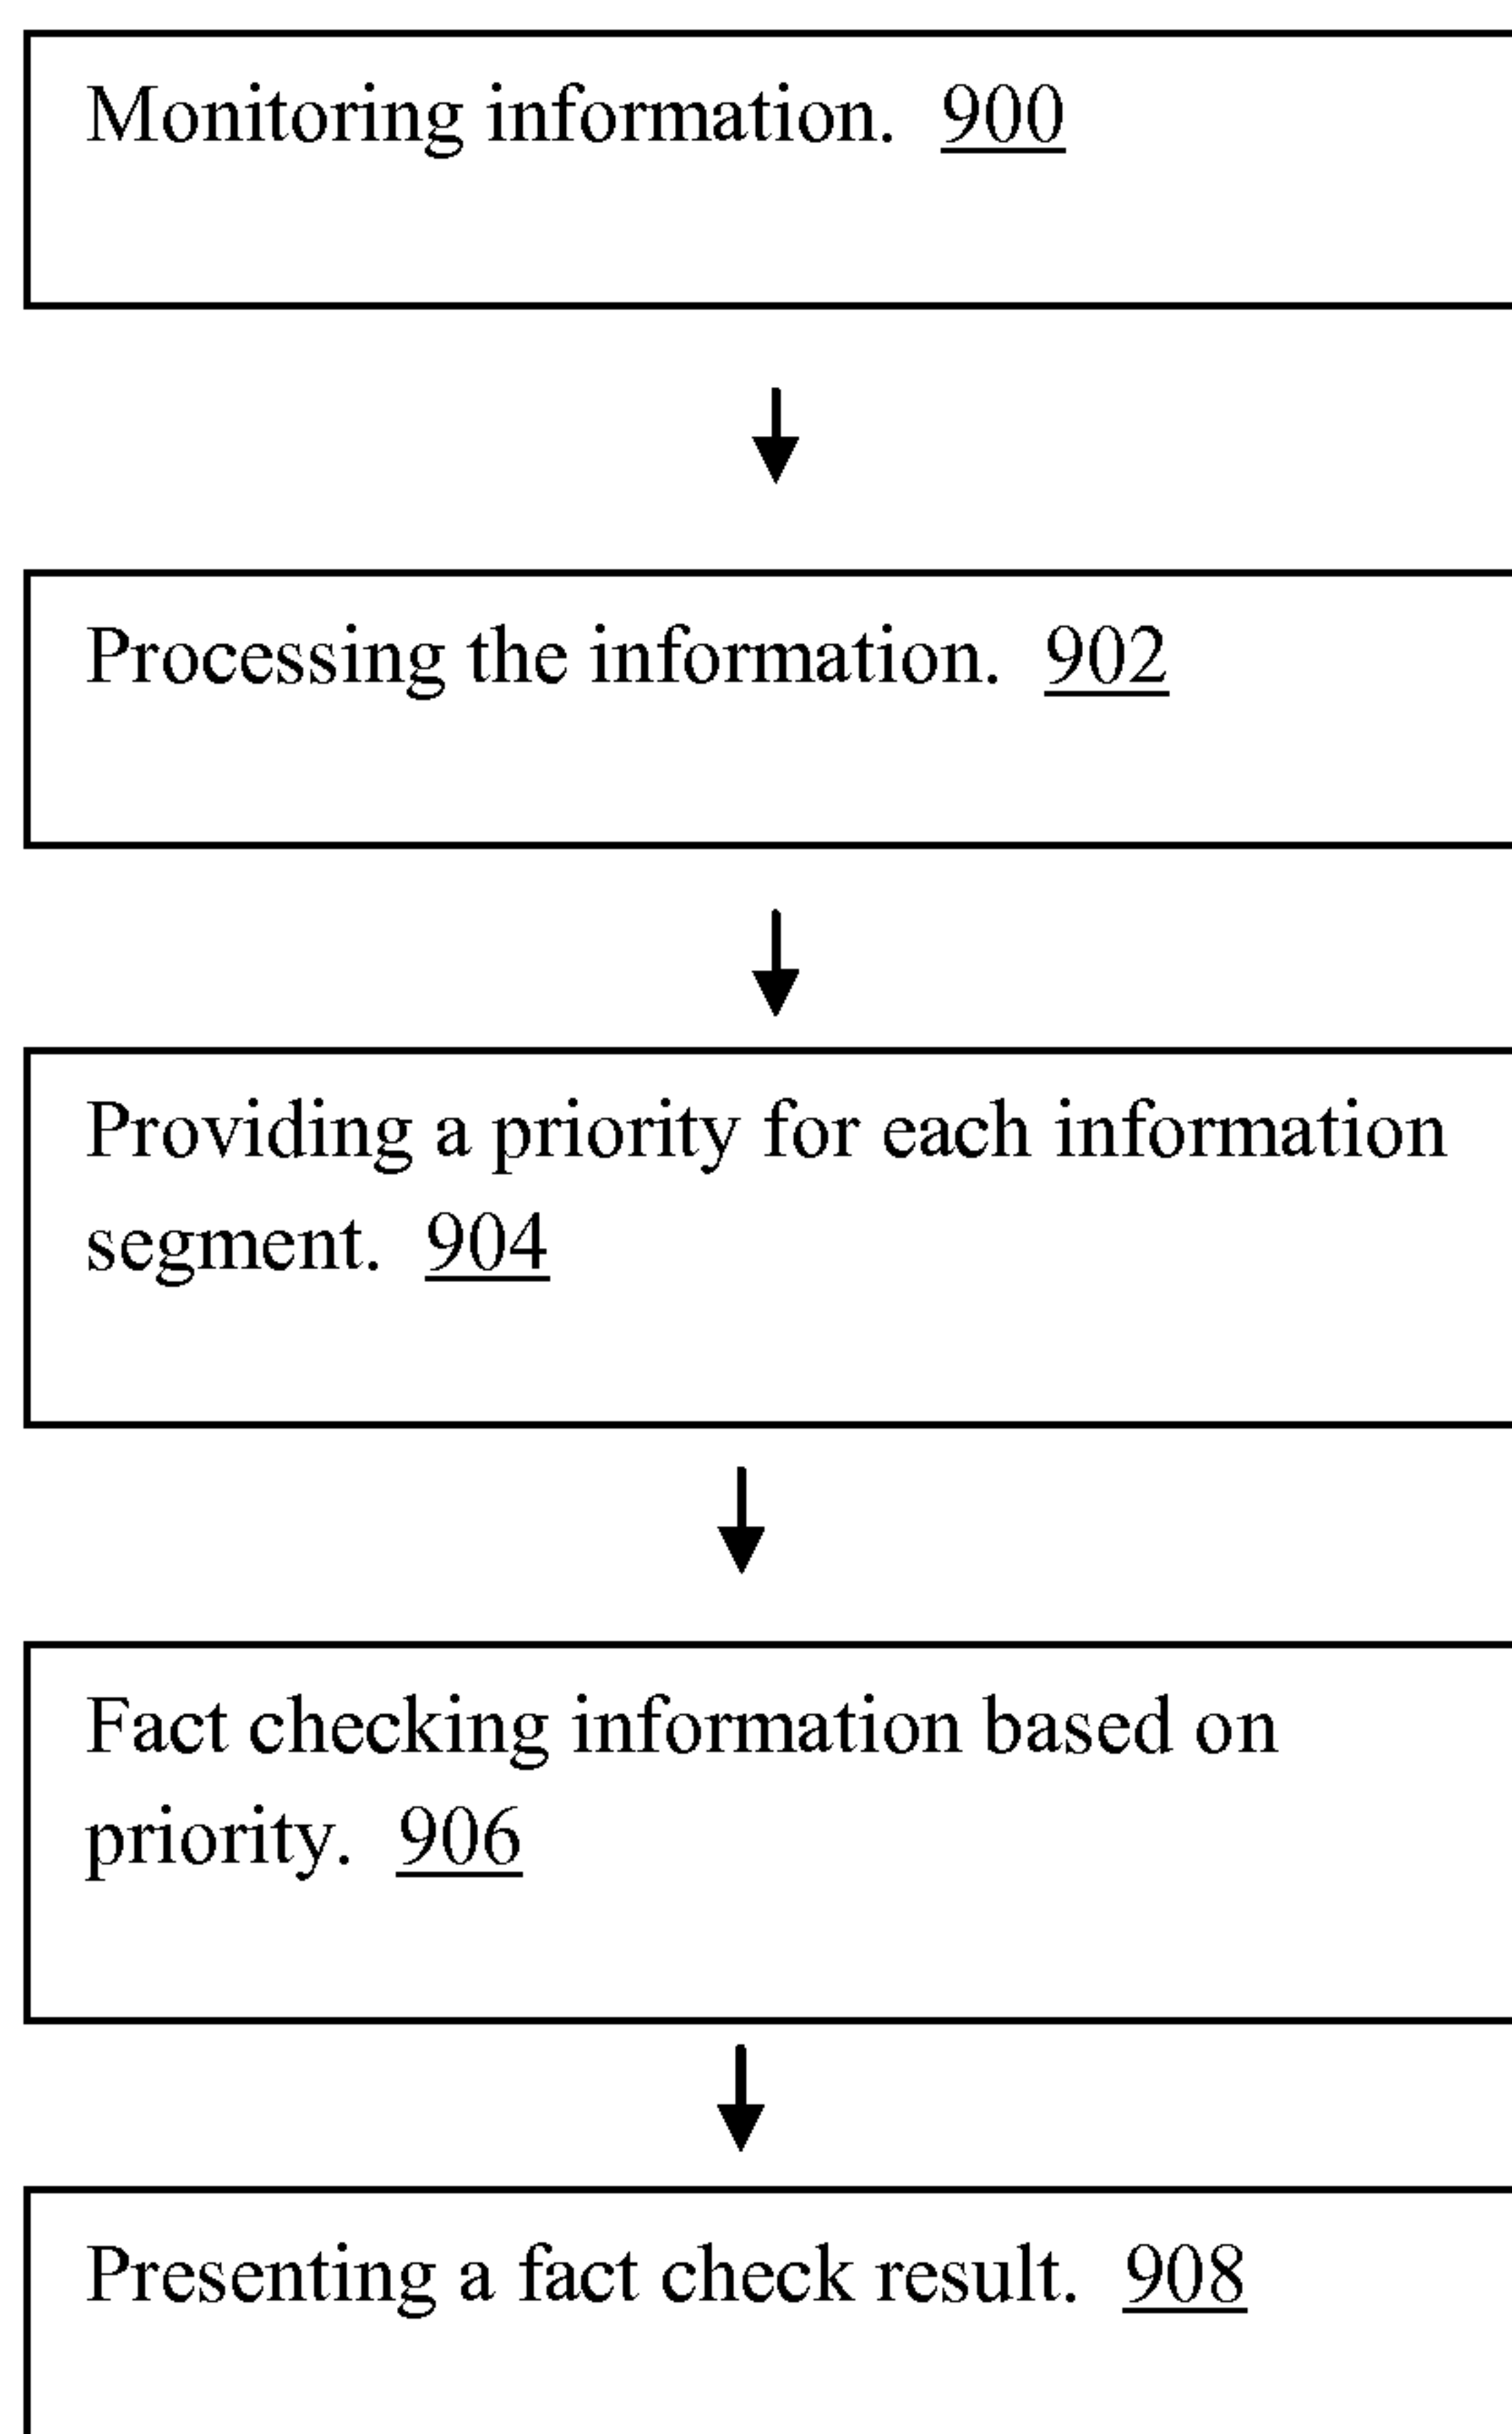 Monitoring information. 900
Processing the information. 902
Providing a priority for each information
segment. 904
Fact checking information based on
priority. 906
Presenting a fact check result. 908